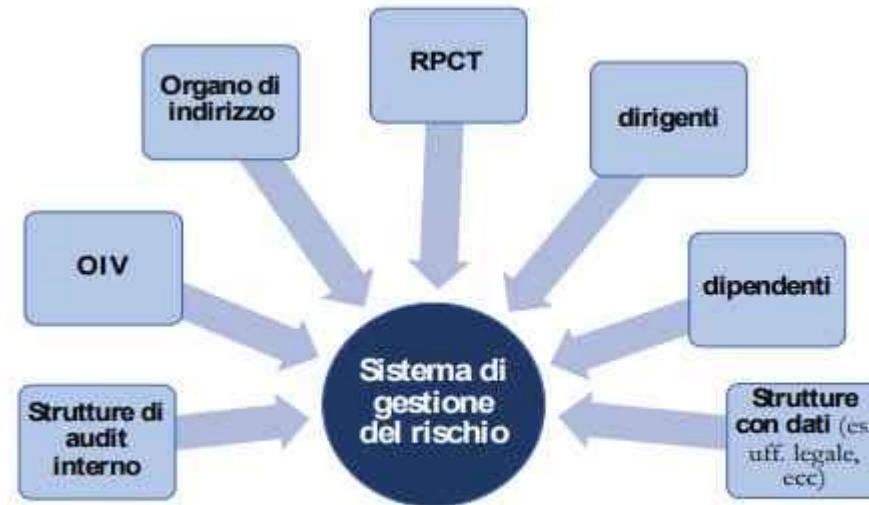 RPCT
Organo di
indirizzo
dirigenti
OIV
dipendenti
Sistema di
gestione
del rischio
Strutture di
audit
interno
Strutture
con dati (es
uff. legale,
ecc)